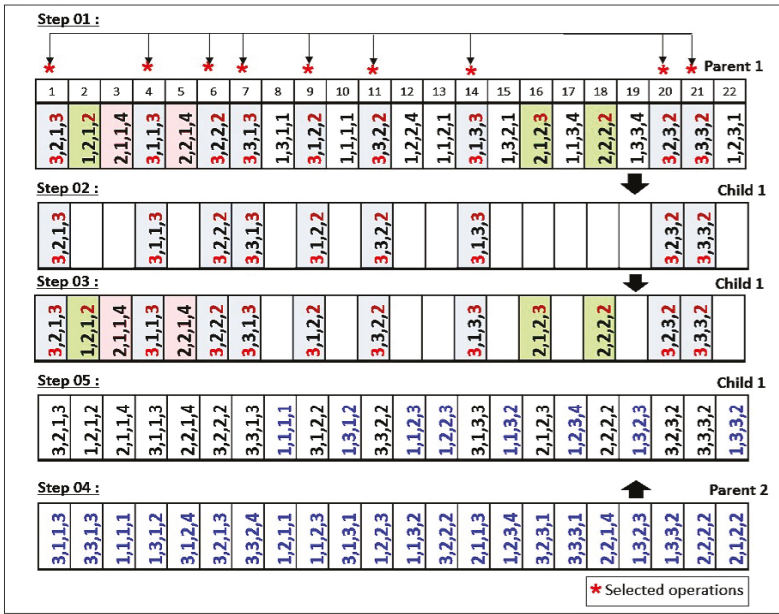 Step 01 :
Parent 1
1 2 3 4 5 6 7 8 9 10 11 12 13 14 15 16 17 18 19 20 21 22
3,2,1,3 1,2,1,2 2,1,1,4 3,1,1,3 2,2,1,4 3,2,2,2 3,3,1,3 1,3,1,1 3,1,2,2 1,1,1,1 3,3,2,2 1,2,2,4 1,1,2,1 3,1,3,3 1,3,2,1 2,1,2,3 1,1,3,4 2,2,2,2 1,3,3,4 3,2,3,2 3,3,3,2 1,2,3,1
Step 02 :
Child 1
3,2,1,3 3,1,1,3 3,2,2,2 3,3,1,3 3,1,2,2 3,3,2,2 3,1,3,3 3,2,3,2 3,3,3,2
Step 03 :
Child 1
3,2,1,3 1,2,1,2 2,1,1,4 3,1,1,3 2,2,1,4 3,2,2,2 3,3,1,3 3,1,2,2 3,3,2,2 3,1,3,3 2,1,2,3 2,2,2,2 3,2,3,2 3,3,3,2
Step 05 :
Child 1
3,2,1,3 1,2,1,2 2,1,1,4 3,1,1,3 2,2,1,4 3,2,2,2 3,3,1,3 1,1,1,1 3,1,2,2 1,3,1,2 3,3,2,2 1,1,2,3 1,2,2,3 3,1,3,3 1,1,3,2 2,1,2,3 1,2,3,4 2,2,2,2 1,3,2,3 3,2,3,2 3,3,3,2 1,3,3,2
Step 04 :
Parent 2
3,1,1,3 3,3,1,3 1,1,1,1 1,3,1,2 3,1,2,4 3,2,1,3 3,3,2,4 1,2,1,1 1,1,2,3 3,1,3,1 1,2,2,3 1,1,3,2 3,2,2,2 2,1,1,3 1,2,3,4 3,2,3,1 3,3,3,1 2,2,1,4 1,3,2,3 1,3,3,2 2,2,2,2 2,1,2,2
* Selected operations